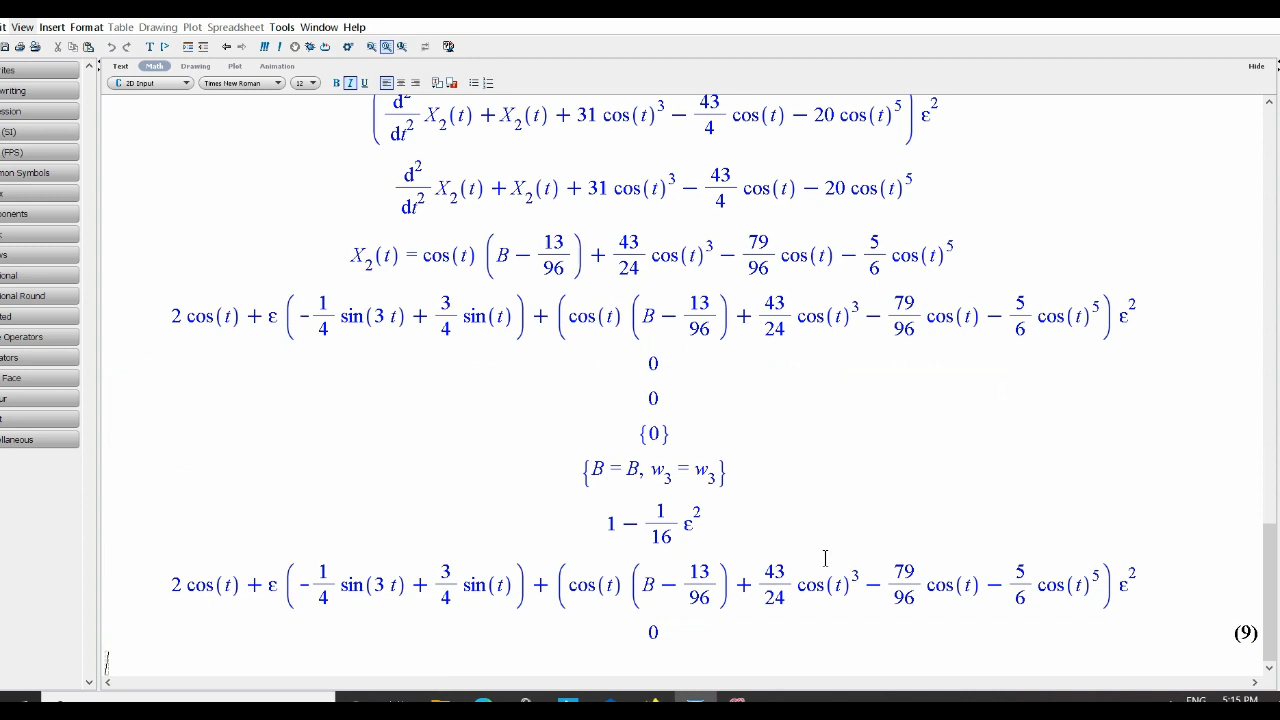 it View Insert Format Table Drawing Plot Spreadsheet Tools Window Help
Text Math Drawing Plot Animation Hide
C 2D Input Times New Roman 12 B I U
rites
writing
ession
(SI)
(FPS)
mon Symbols
x
ponents
:
ws
ional
ional Round
ted
e Operators
ators
Face
ur
t
ellaneous
( d²/dt² X₂(t) + X₂(t) + 31 cos(t)³ − 43/4 cos(t) − 20 cos(t)⁵ ) ε²
d²/dt² X₂(t) + X₂(t) + 31 cos(t)³ − 43/4 cos(t) − 20 cos(t)⁵
X₂(t) = cos(t) (B − 13/96) + 43/24 cos(t)³ − 79/96 cos(t) − 5/6 cos(t)⁵
2 cos(t) + ε (−1/4 sin(3 t) + 3/4 sin(t)) + (cos(t) (B − 13/96) + 43/24 cos(t)³ − 79/96 cos(t) − 5/6 cos(t)⁵) ε²
0
0
{0}
{B = B, w₃ = w₃}
1 − 1/16 ε²
2 cos(t) + ε (−1/4 sin(3 t) + 3/4 sin(t)) + (cos(t) (B − 13/96) + 43/24 cos(t)³ − 79/96 cos(t) − 5/6 cos(t)⁵) ε²
0 (9)
ENG 5:15 PM